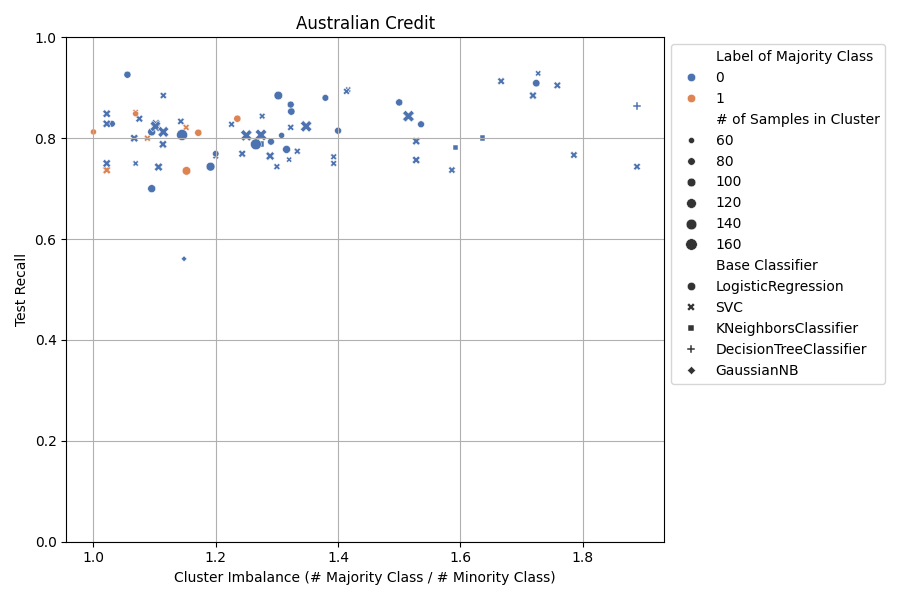 Australian Credit
Test Recall
1.0
0.8
0.6
0.4
0.2
0.0
1.0 1.2 1.4 1.6 1.8
Cluster Imbalance (# Majority Class / # Minority Class)
Label of Majority Class
0
1
# of Samples in Cluster
60
80
100
120
140
160
Base Classifier
LogisticRegression
SVC
KNeighborsClassifier
DecisionTreeClassifier
GaussianNB